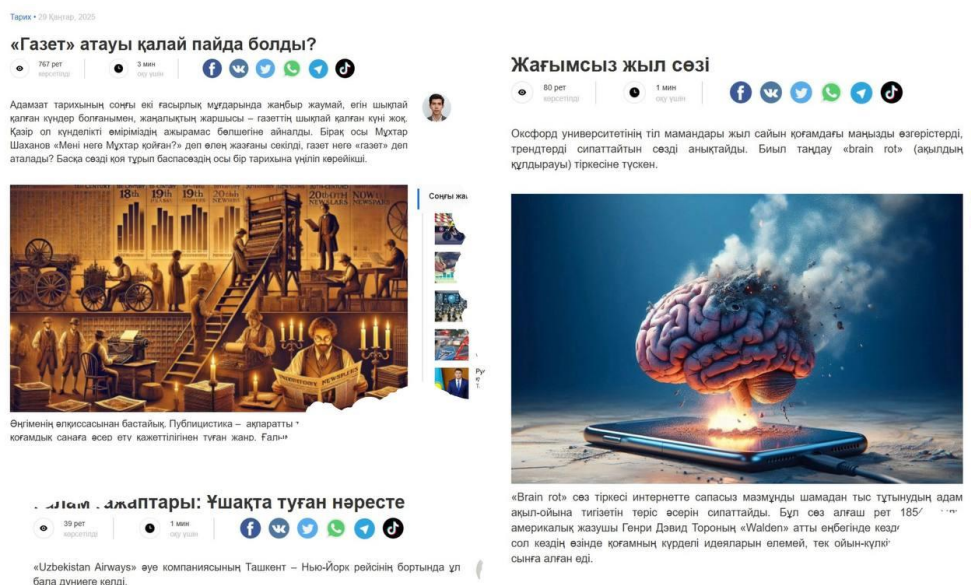 Тарих • 29 Қаңтар, 2025
«Газет» атауы қалай пайда болды?
767 рет
көрсетілді
3 мин
оқу үшін
Адамзат тарихының соңғы екі ғасырлық мұғдарында жаңбыр жаумай, егін шықпай
қалған күндер болғанымен, жаңалықтың жаршысы – газеттің шықпай қалған күні жоқ.
Қазір ол күнделікті өміріміздің ажырамас бөлшегіне айналды. Бірақ осы Мұхтар
Шаханов «Мені неге Мұхтар қойған?» деп өлең жазғаны секілді, газет неге «газет» деп
аталады? Басқа сөзді қоя тұрып баспасөздің осы бір тарихына үңіліп көрейікші.
18th 19th 19th
Соңғы
Әңгіменің әлқиссасынан бастайық. Публицистика – ақпаратты
қоғамдық санаға әсер ету қажеттілігінен туған жанр.
Ұшақта туған нәресте
39 рет
көрсетілді
1 мин
оқу үшін
«Uzbekistan Airways» әуе компаниясының Ташкент – Нью-Йорк рейсінің бортында ұл
бала дүниеге келді.
Жағымсыз жыл сөзі
80 рет
көрсетілді
1 мин
оқу үшін
Оксфорд университетінің тіл мамандары жыл сайын қоғамдағы маңызды өзгерістерді,
трендтерді сипаттайтын сөзді анықтайды. Биыл таңдау «brain rot» (ақылдың
құлдырауы) тіркесіне түскен.
«Brain rot» сөз тіркесі интернетте сапасыз мазмұнды шамадан тыс тұтынудың адам
ақыл-ойына тигізетін теріс әсерін сипаттайды. Бұл сөз алғаш рет
америкалық жазушы Генри Дэвид Тороның «Walden» атты еңбегінде
сол кездің өзінде қоғамның күрделі идеяларын елемей, тек
сынға алған еді.